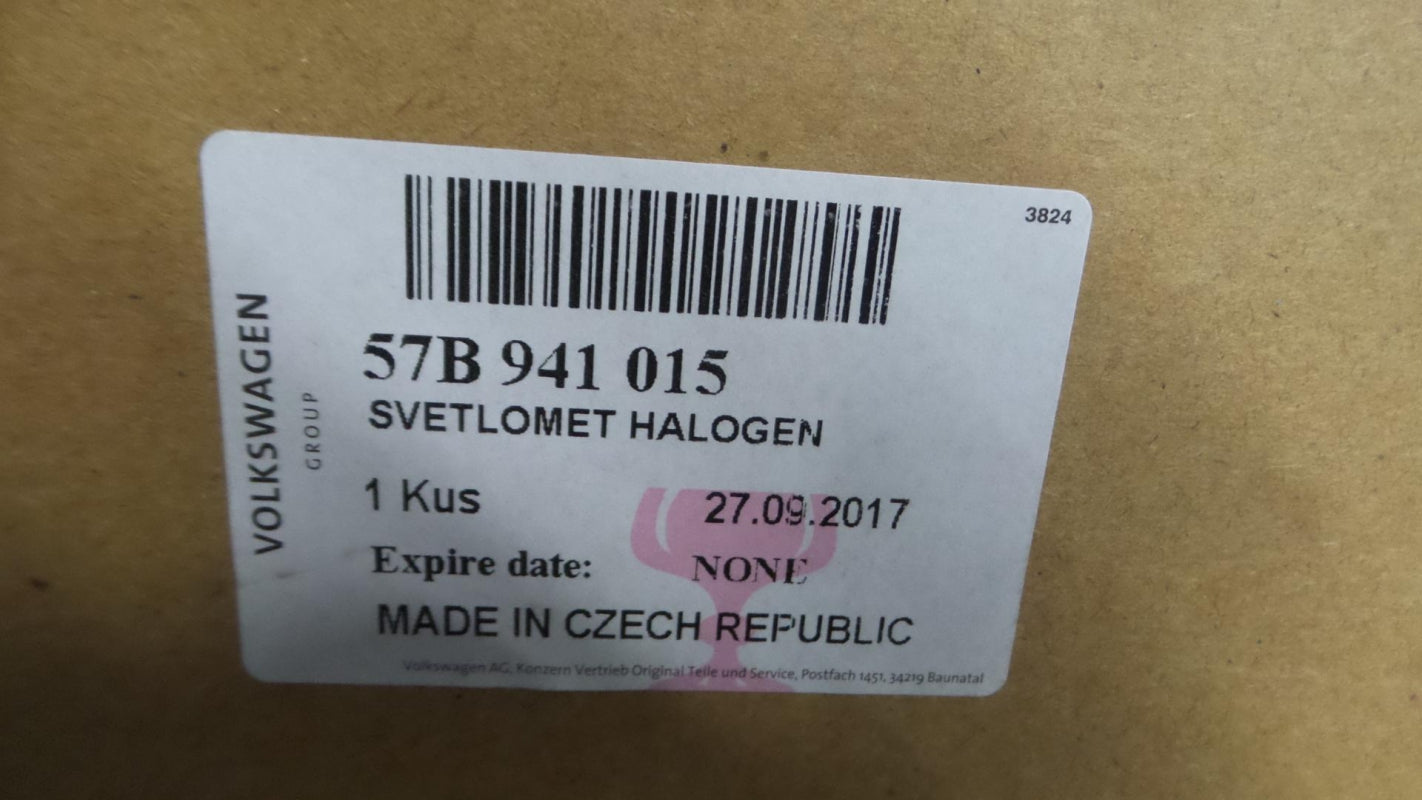 3824
VOLKSWAGEN
GROUP
57B 941 015
SVETLOMET HALOGEN
1 Kus 27.09.2017
Expire date: NONE
MADE IN CZECH REPUBLIC
Volkswagen AG, Konzern Vertrieb Original Teile und Service, Postfach 1451, 34219 Baunatal